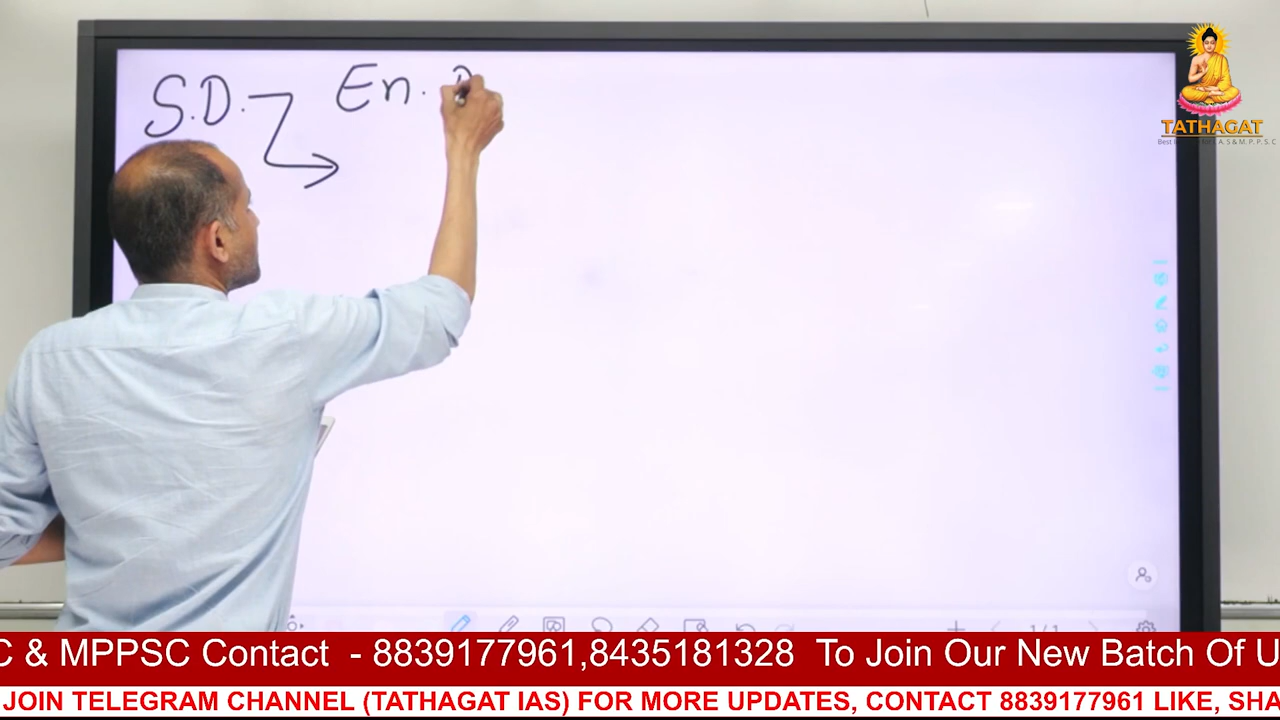 S.D. En.
TATHAGAT
C & MPPSC Contact - 8839177961,8435181328 To Join Our New Batch Of U
JOIN TELEGRAM CHANNEL (TATHAGAT IAS) FOR MORE UPDATES, CONTACT 8839177961 LIKE, SHA